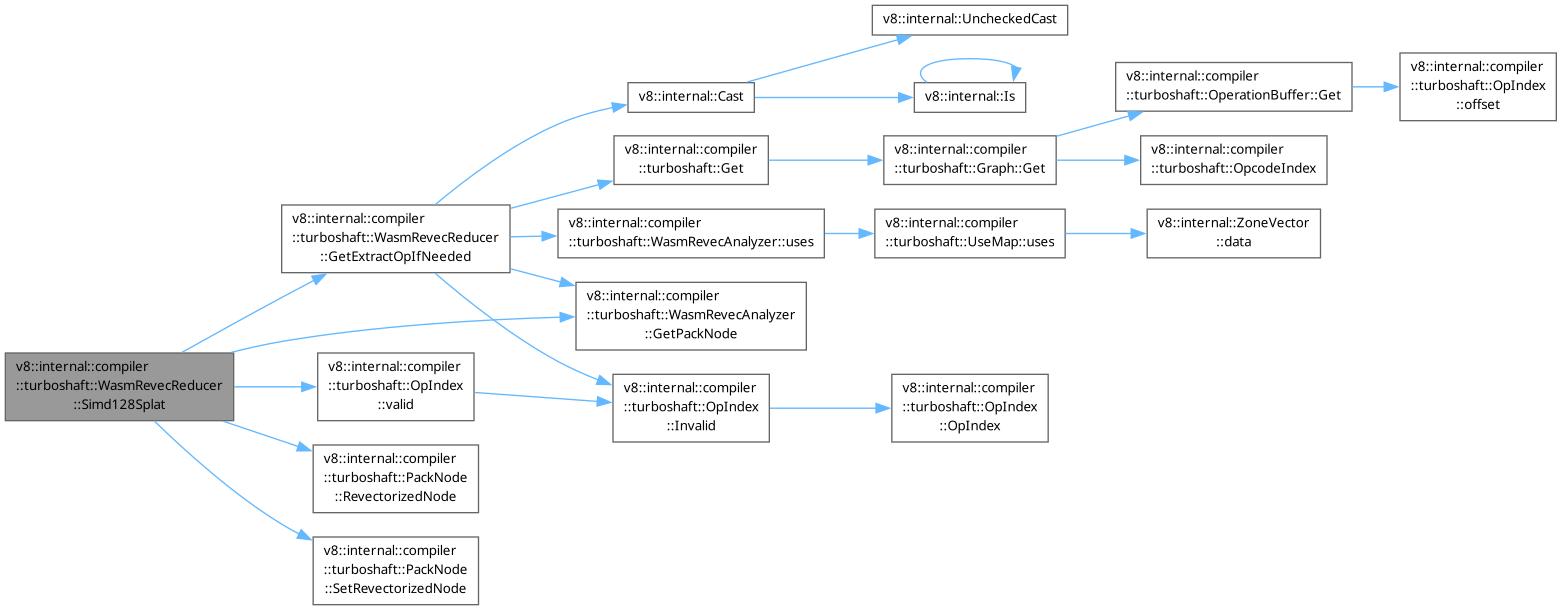 v8::internal::UncheckedCast
v8::internal::Cast
v8::internal::Is
v8::internal::compiler
::turboshaft::OperationBuffer::Get
v8::internal::compiler
::turboshaft::OpIndex
::offset
v8::internal::compiler
::turboshaft::Get
v8::internal::compiler
::turboshaft::Graph::Get
v8::internal::compiler
::turboshaft::OpcodeIndex
v8::internal::compiler
::turboshaft::WasmRevecReducer
::GetExtractOpIfNeeded
v8::internal::compiler
::turboshaft::WasmRevecAnalyzer::uses
v8::internal::compiler
::turboshaft::UseMap::uses
v8::internal::ZoneVector
::data
v8::internal::compiler
::turboshaft::WasmRevecAnalyzer
::GetPackNode
v8::internal::compiler
::turboshaft::WasmRevecReducer
::Simd128Splat
v8::internal::compiler
::turboshaft::OpIndex
::valid
v8::internal::compiler
::turboshaft::OpIndex
::Invalid
v8::internal::compiler
::turboshaft::OpIndex
::OpIndex
v8::internal::compiler
::turboshaft::PackNode
::RevectorizedNode
v8::internal::compiler
::turboshaft::PackNode
::SetRevectorizedNode